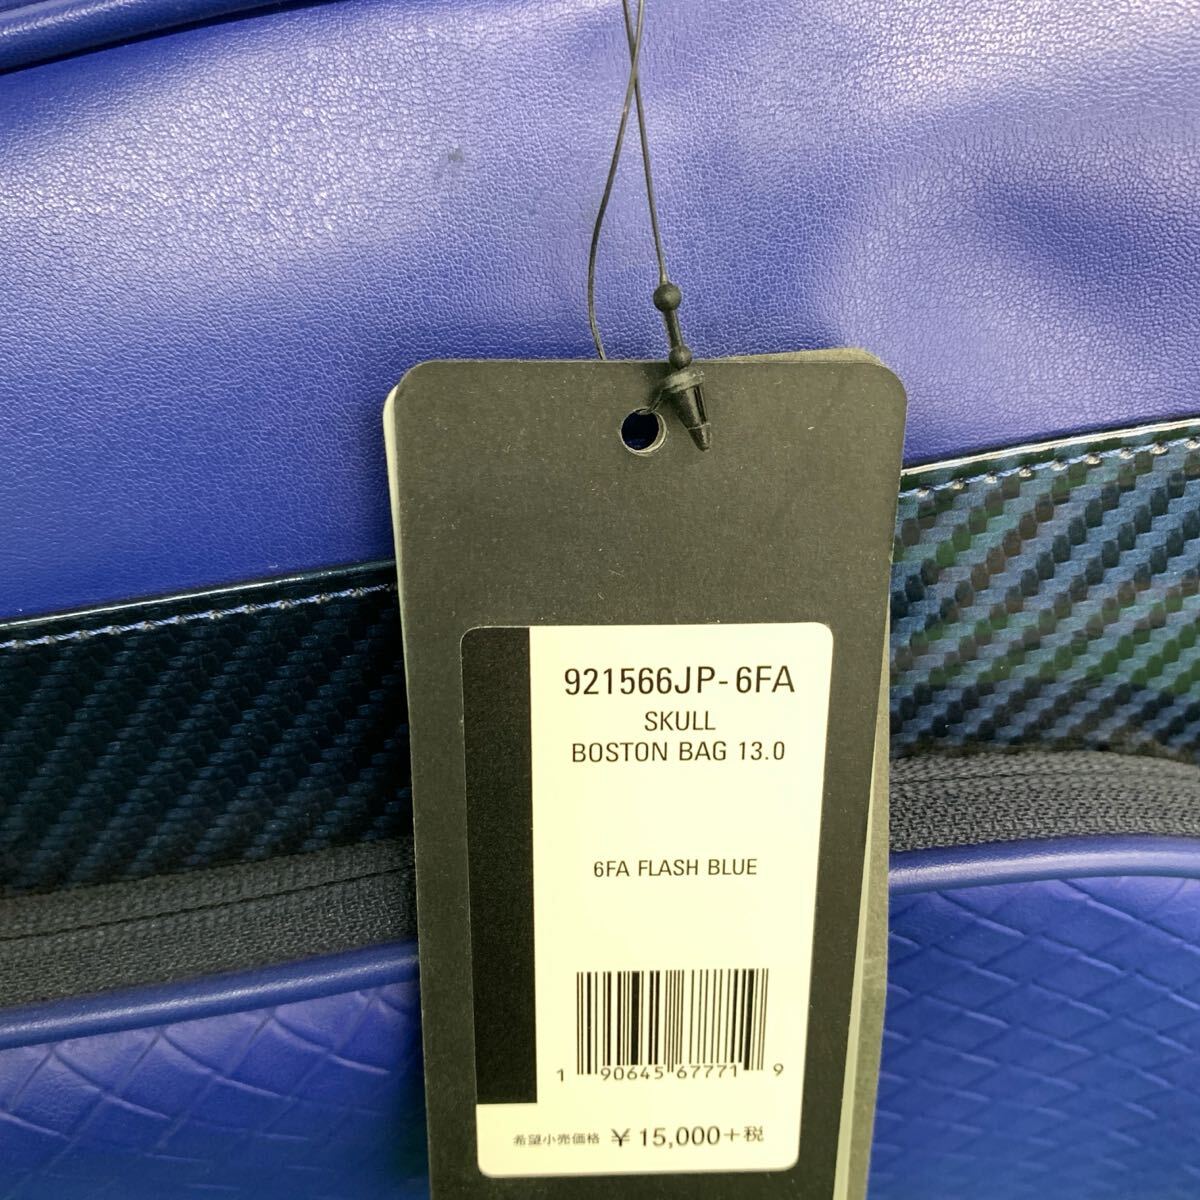 921566JP-6FA
SKULL
BOSTON BAG 13.0
6FA FLASH BLUE
1 90645 67771 9
希望小売価格 ¥ 15,000+税